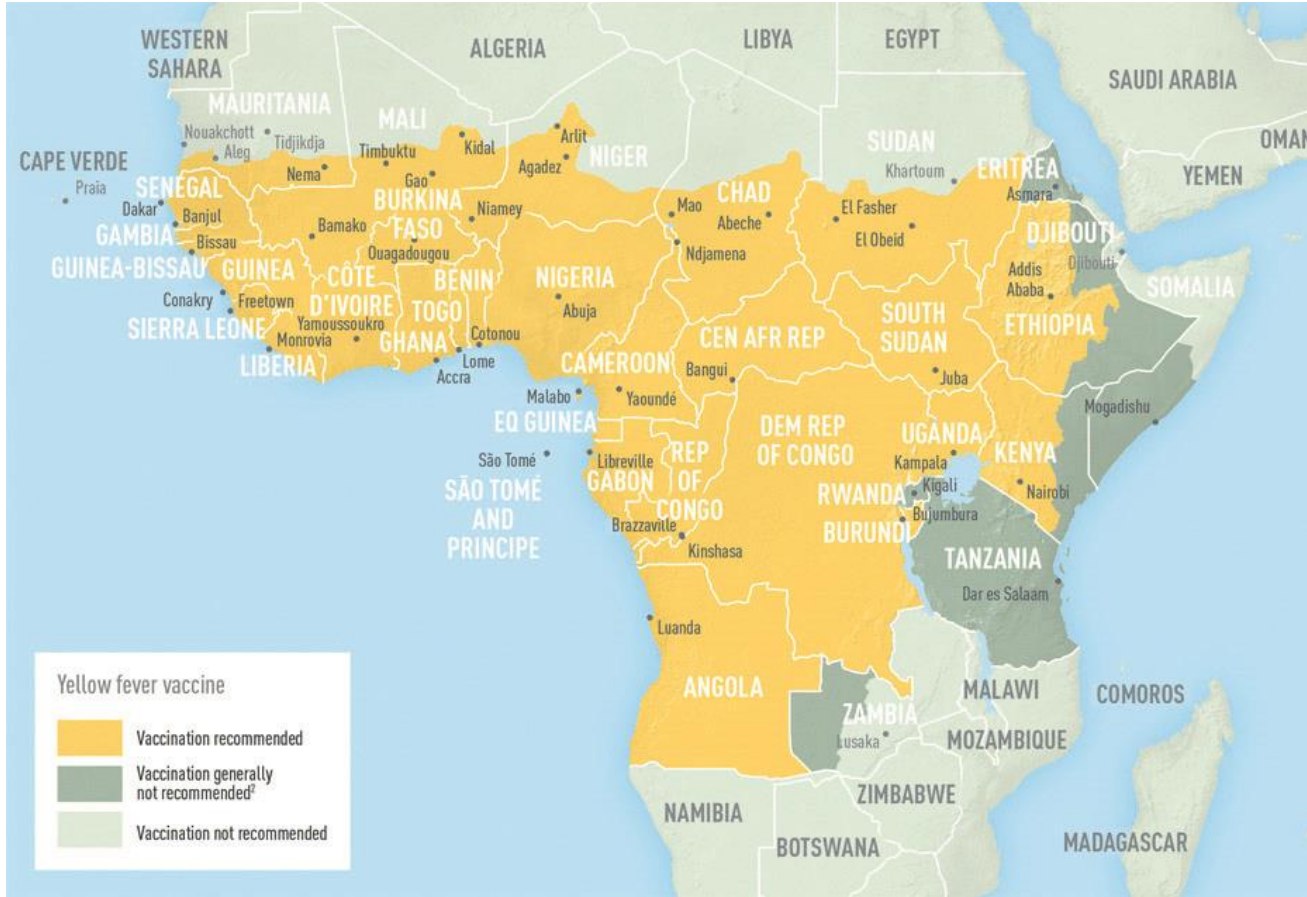 WESTERN
SAHARA
ALGERIA
LIBYA
EGYPT
SAUDI ARABIA
OMAN
YEMEN
MAURITANIA
Nouakchott
Tidjikdja
Aleg
MALI
Timbuktu
Kidal
Arlit
Agadez
NIGER
SUDAN
Khartoum
ERITREA
Asmara
CAPE VERDE
Praia
Nema
Gao
SENEGAL
Dakar
Banjul
GAMBIA
Bissau
GUINEA-BISSAU
BURKINA
FASO
Niamey
Bamako
Ouagadougou
CHAD
Mao
Abeche
Ndjamena
El Fasher
El Obeid
DJIBOUTI
Djibouti
SOMALIA
GUINEA
Conakry
Freetown
SIERRA LEONE
Monrovia
LIBERIA
CÔTE
D'IVOIRE
Yamoussoukro
BENIN
TOGO
GHANA
Cotonou
Lome
Accra
NIGERIA
Abuja
Addis
Ababa
ETHIOPIA
SOUTH
SUDAN
Juba
CEN AFR REP
Bangui
CAMEROON
Yaoundé
Malabo
EQ GUINEA
Mogadishu
DEM REP
OF CONGO
UGANDA
Kampala
KENYA
Nairobi
São Tomé
SÃO TOMÉ
AND
PRINCIPE
Libreville
GABON
REP
OF
CONGO
Brazzaville
Kinshasa
RWANDA
Kigali
Bujumbura
BURUNDI
TANZANIA
Dar es Salaam
Luanda
ANGOLA
ZAMBIA
Lusaka
MALAWI
COMOROS
MOZAMBIQUE
NAMIBIA
ZIMBABWE
BOTSWANA
MADAGASCAR
Yellow fever vaccine
Vaccination recommended
Vaccination generally
not recommended²
Vaccination not recommended